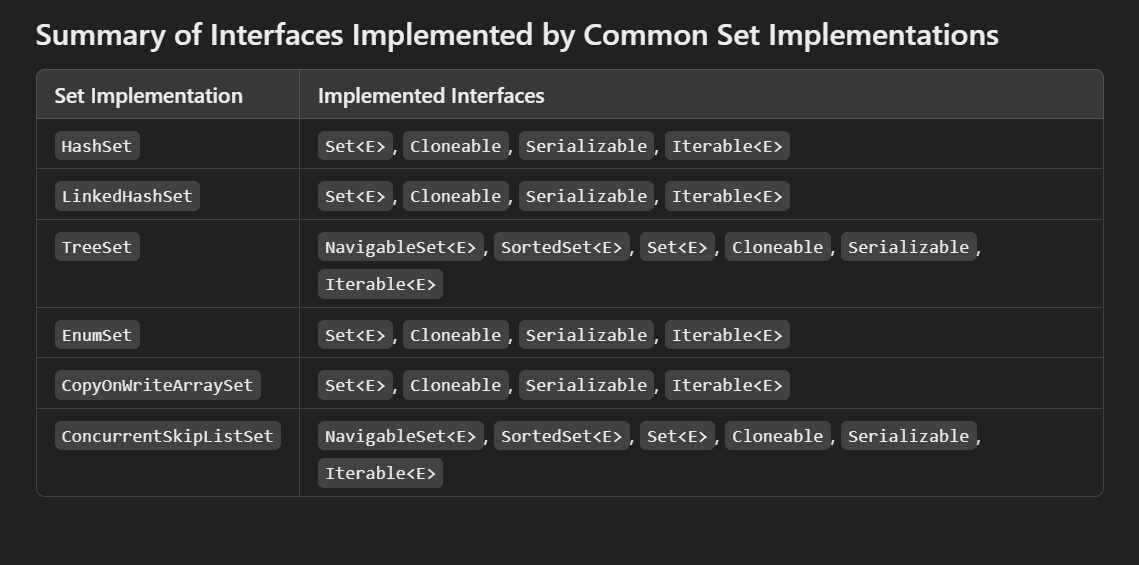 Summary of Interfaces Implemented by Common Set Implementations
Set Implementation Implemented Interfaces
HashSet Set<E>, Cloneable, Serializable, Iterable<E>
LinkedHashSet Set<E>, Cloneable, Serializable, Iterable<E>
TreeSet NavigableSet<E>, SortedSet<E>, Set<E>, Cloneable, Serializable,
Iterable<E>
EnumSet Set<E>, Cloneable, Serializable, Iterable<E>
CopyOnWriteArraySet Set<E>, Cloneable, Serializable, Iterable<E>
ConcurrentSkipListSet NavigableSet<E>, SortedSet<E>, Set<E>, Cloneable, Serializable,
Iterable<E>